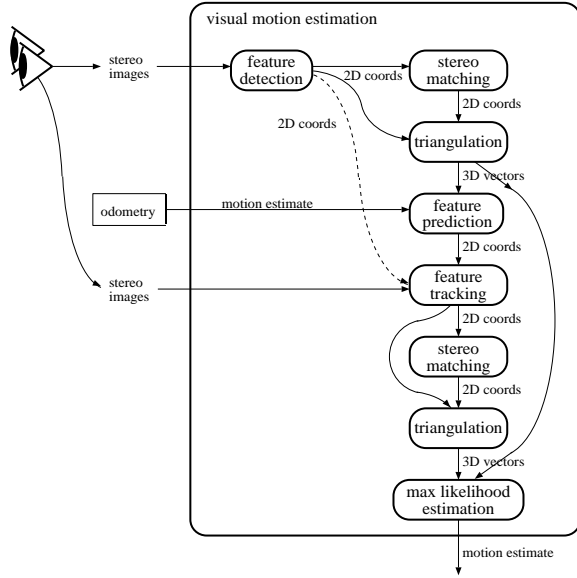 visual motion estimation
stereo
images
feature
detection
2D coords
stereo
matching
2D coords
2D coords
triangulation
3D vectors
odometry
motion estimate
feature
prediction
2D coords
stereo
images
feature
tracking
2D coords
stereo
matching
2D coords
triangulation
3D vectors
max likelihood
estimation
motion estimate